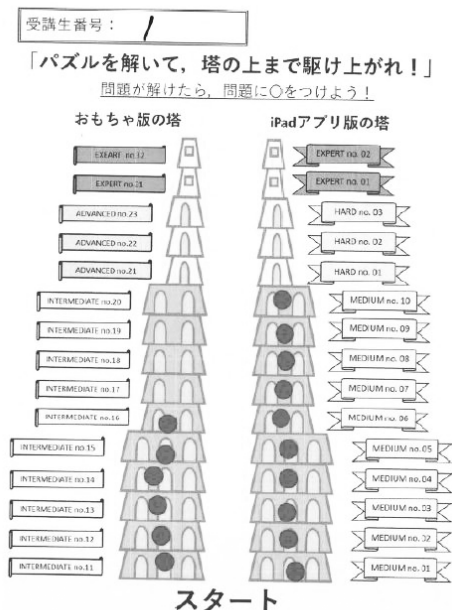 受講生番号： 1
「パズルを解いて，塔の上まで駆け上がれ！」
問題が解けたら，問題に〇をつけよう！
おもちゃ版の塔
iPadアプリ版の塔
EXEART no.32
EXPERT no. 02
EXPERT no.31
EXPERT no. 01
ADVANCED no.23
HARD no. 03
ADVANCED no.22
HARD no. 02
ADVANCED no.21
HARD no. 01
INTERMEDIATE no.20
MEDIUM no. 10
INTERMEDIATE no.19
MEDIUM no. 09
INTERMEDIATE no.18
MEDIUM no. 08
INTERMEDIATE no.17
MEDIUM no. 07
INTERMEDIATE no.16
MEDIUM no. 06
INTERMEDIATE no.15
MEDIUM no. 05
INTERMEDIATE no.14
MEDIUM no. 04
INTERMEDIATE no.13
MEDIUM no. 03
INTERMEDIATE no.12
MEDIUM no. 02
INTERMEDIATE no.11
MEDIUM no. 01
スタート